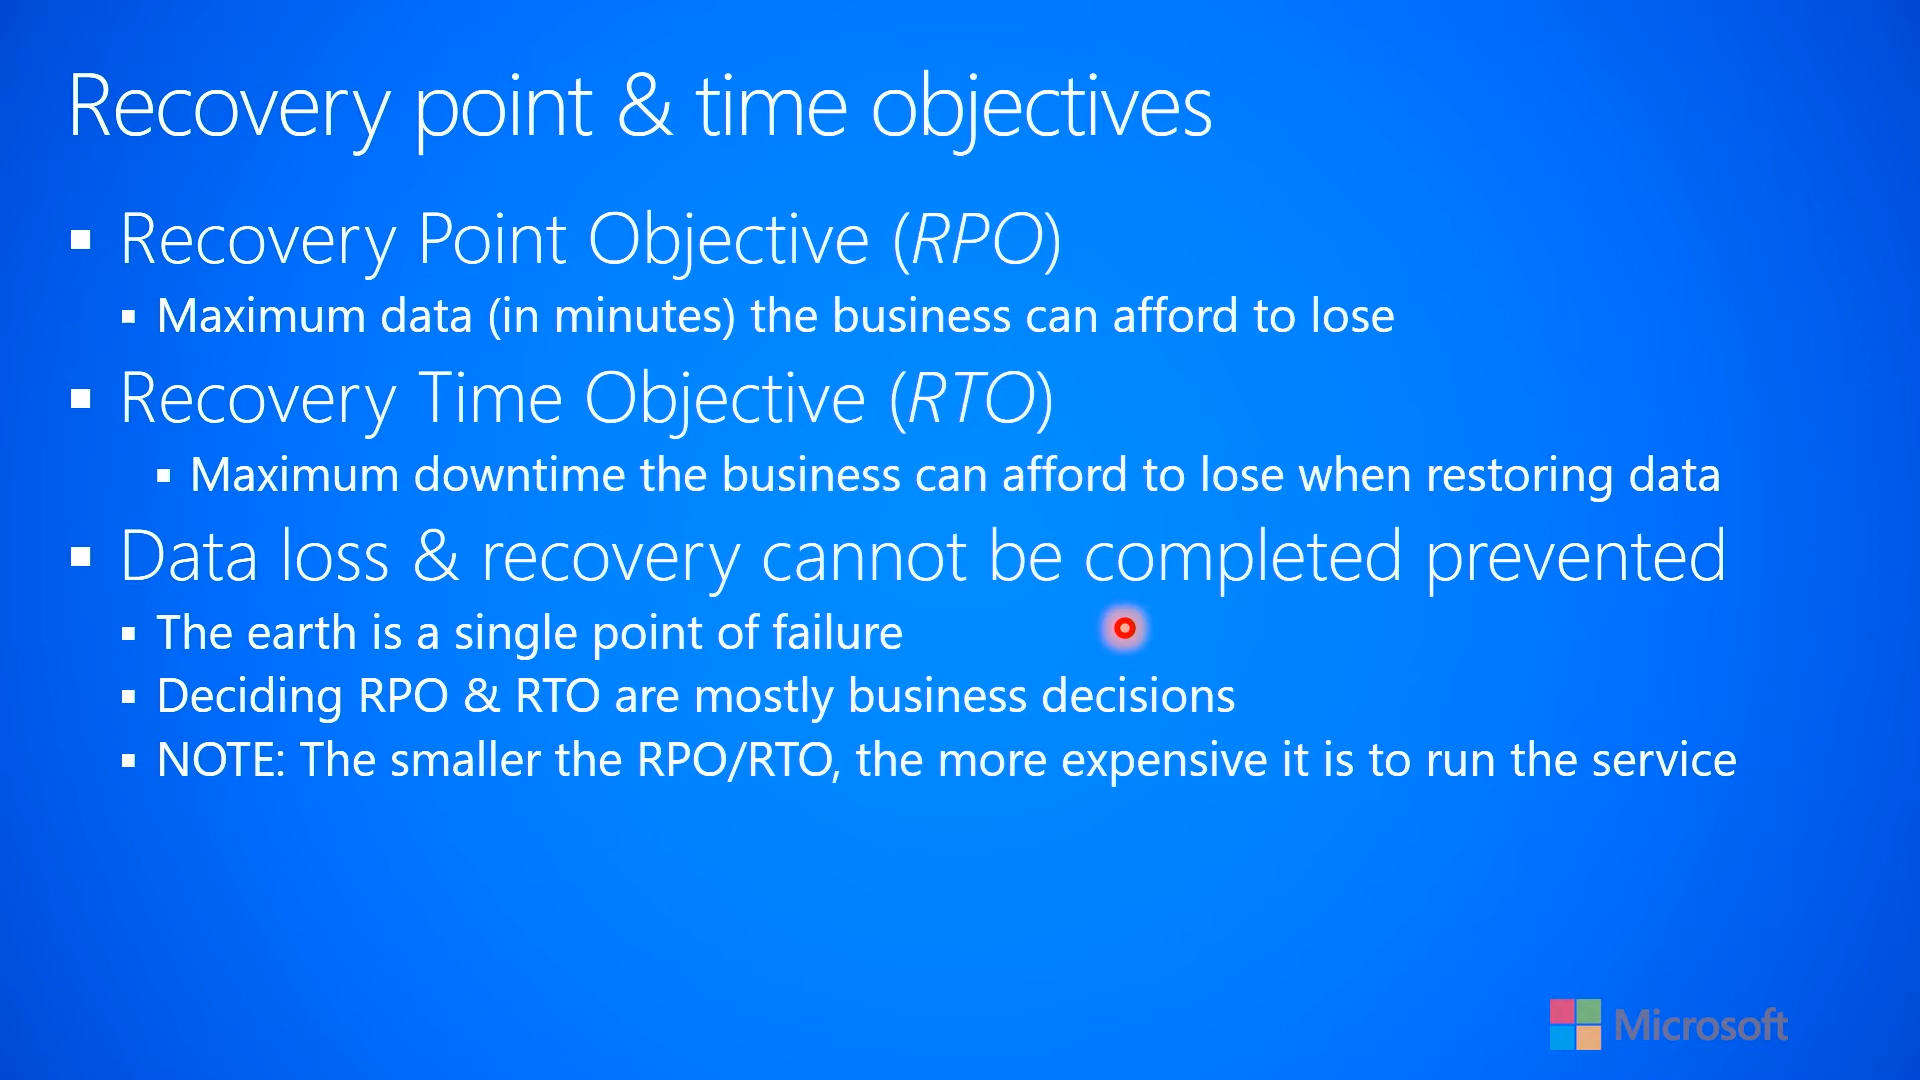 Recovery point & time objectives
Recovery Point Objective (RPO)
Maximum data (in minutes) the business can afford to lose
Recovery Time Objective (RTO)
Maximum downtime the business can afford to lose when restoring data
Data loss & recovery cannot be completed prevented
The earth is a single point of failure
Deciding RPO & RTO are mostly business decisions
NOTE: The smaller the RPO/RTO, the more expensive it is to run the service
Microsoft